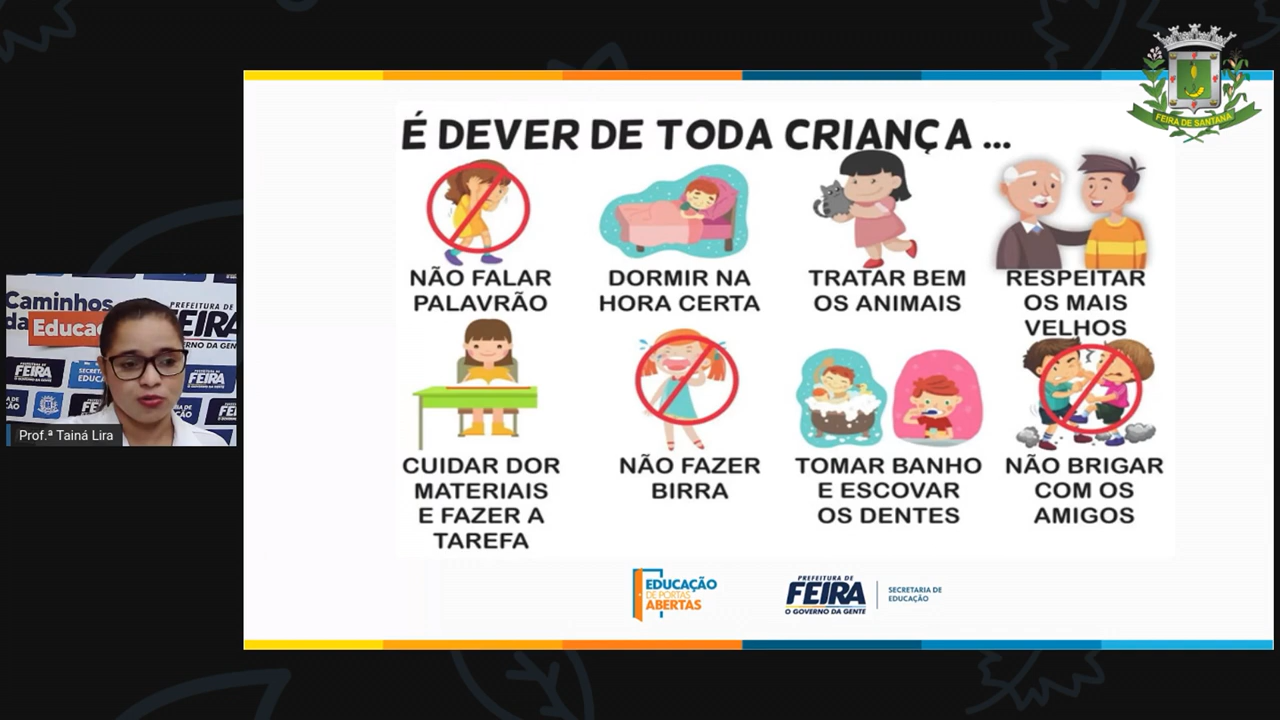 É DEVER DE TODA CRIANÇA ...
NÃO FALAR
PALAVRÃO
DORMIR NA
HORA CERTA
TRATAR BEM
OS ANIMAIS
RESPEITAR
OS MAIS
VELHOS
CUIDAR DOR
MATERIAIS
E FAZER A
TAREFA
NÃO FAZER
BIRRA
TOMAR BANHO
E ESCOVAR
OS DENTES
NÃO BRIGAR
COM OS
AMIGOS
EDUCAÇÃO
DE PORTAS
ABERTAS
PREFEITURA DE
FEIRA
O GOVERNO DA GENTE
SECRETARIA DE
EDUCAÇÃO
FEIRA DE SANTANA
Caminhos
da
PREFEITURA DE
FEIRA
FEIRA
FEIRA
Prof.ª Tainá Lira